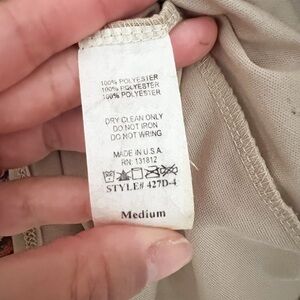 100% POLYESTER
100% POLYESTER
100% POLYESTER
DRY CLEAN ONLY
DO NOT IRON
DO NOT WRING
MADE IN U.S.A.
RN: 131812
STYLE# 427D-4
Medium